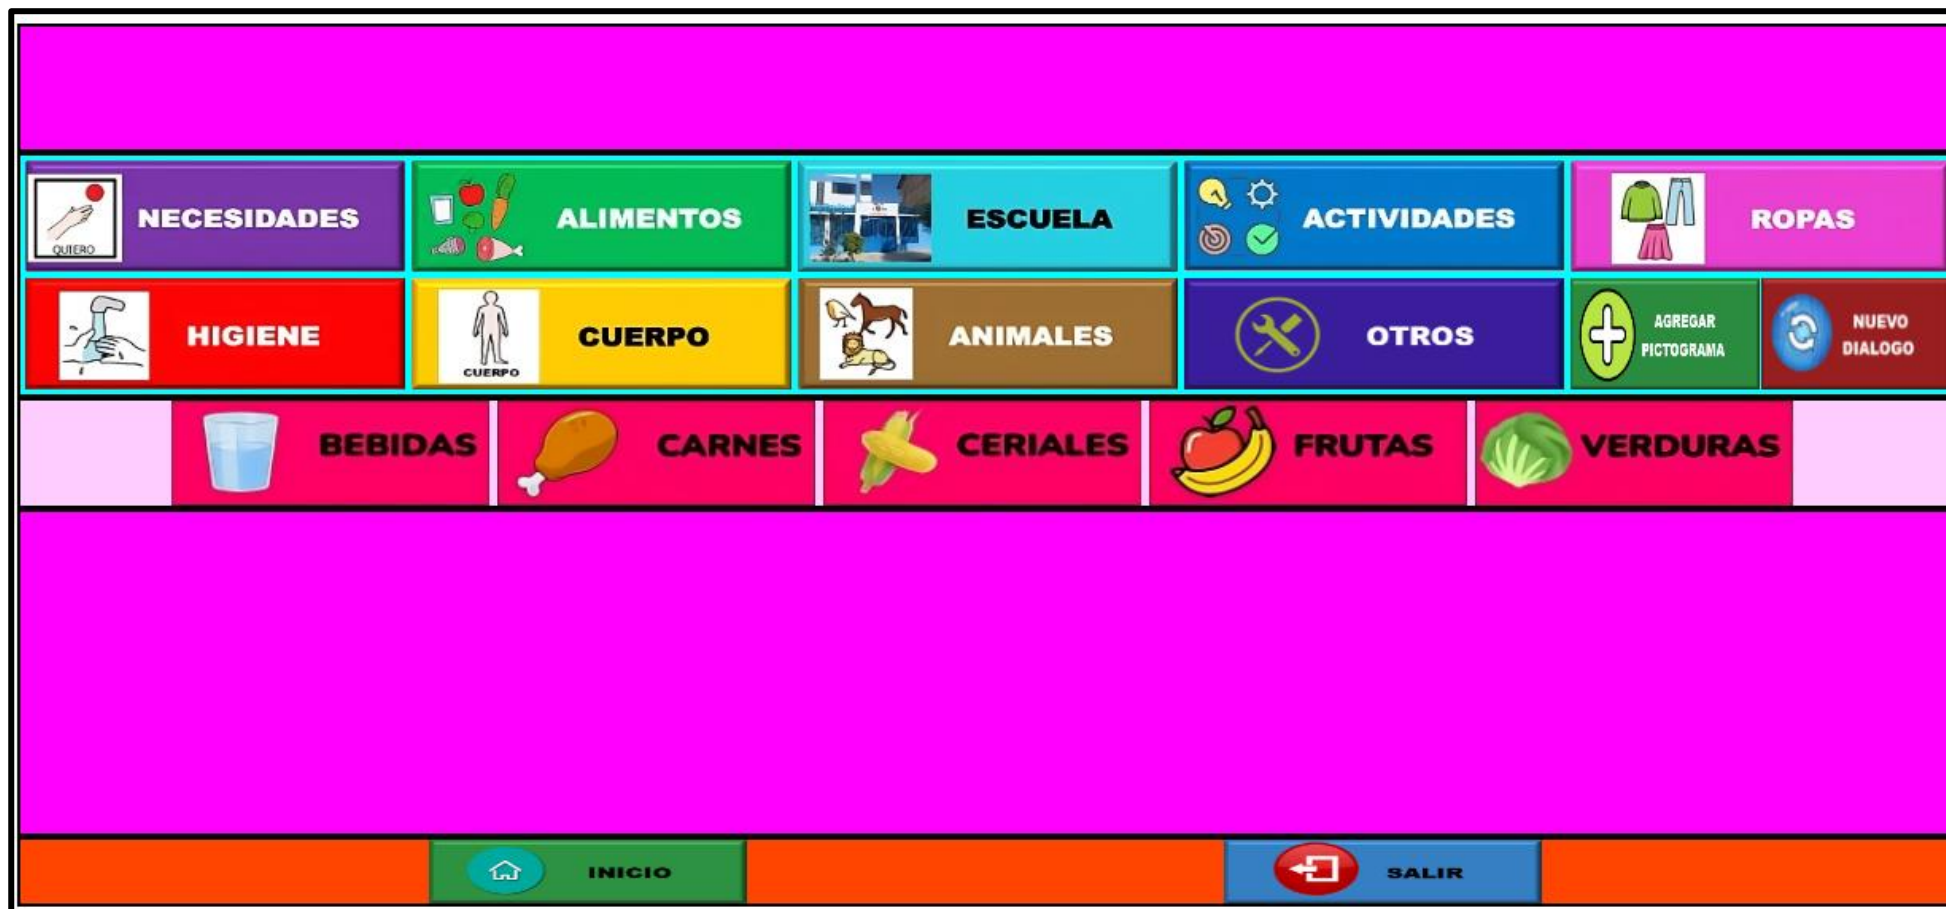 QUIERO
NECESIDADES
ALIMENTOS
ESCUELA
ACTIVIDADES
ROPAS
HIGIENE
CUERPO
CUERPO
ANIMALES
OTROS
AGREGAR
PICTOGRAMA
NUEVO
DIALOGO
BEBIDAS
CARNES
CERIALES
FRUTAS
VERDURAS
INICIO
SALIR